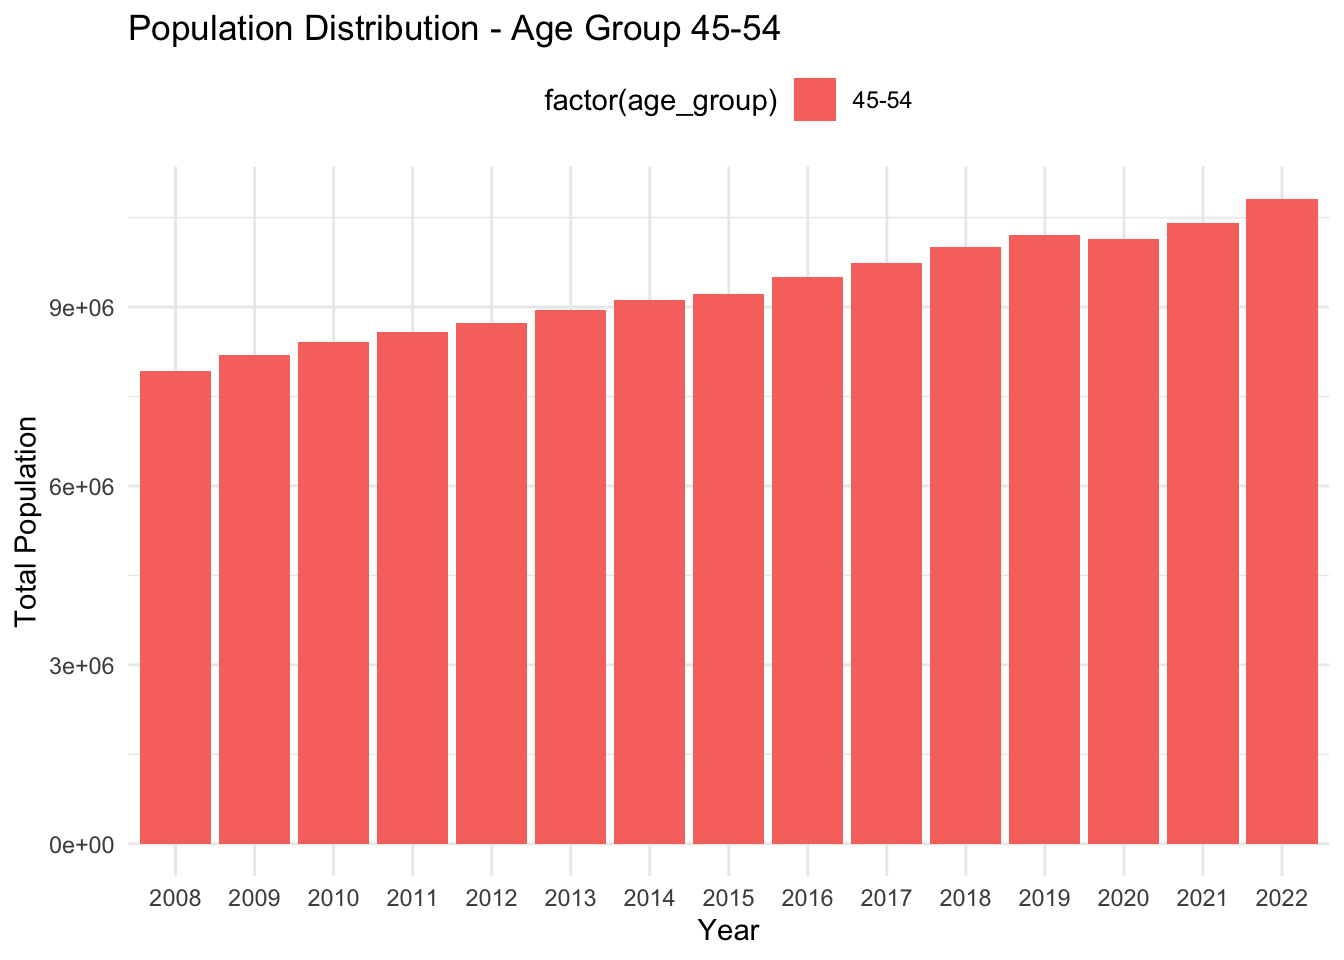 Population Distribution - Age Group 45-54
factor(age_group) 45-54
Total Population
9e+06
6e+06
3e+06
0e+00
2008 2009 2010 2011 2012 2013 2014 2015 2016 2017 2018 2019 2020 2021 2022
Year